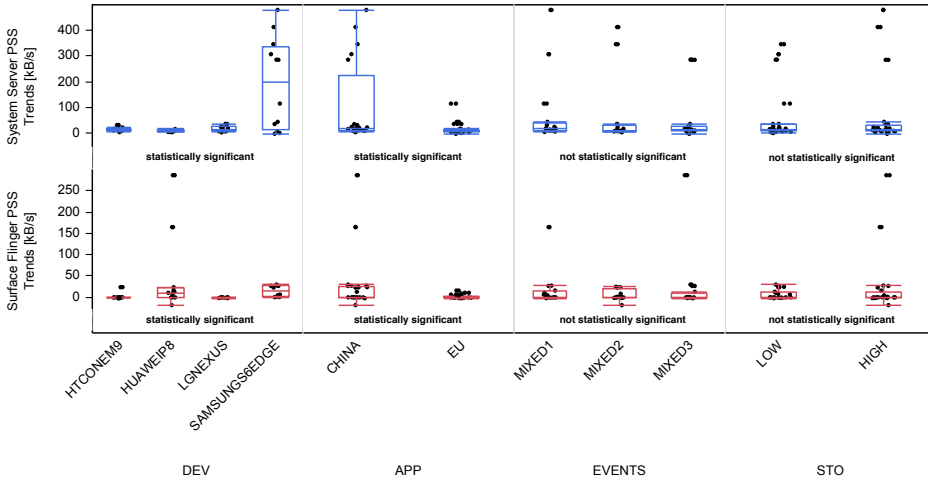 System Server PSS
Trends [kB/s]
400
300
200
100
0
statistically significant
statistically significant
not statistically significant
not statistically significant
Surface Flinger PSS
Trends [kB/s]
250
200
150
100
50
0
statistically significant
statistically significant
not statistically significant
not statistically significant
HTCONEM9
HUAWEIP8
LGNEXUS
SAMSUNGS6EDGE
CHINA
EU
MIXED1
MIXED2
MIXED3
LOW
HIGH
DEV
APP
EVENTS
STO